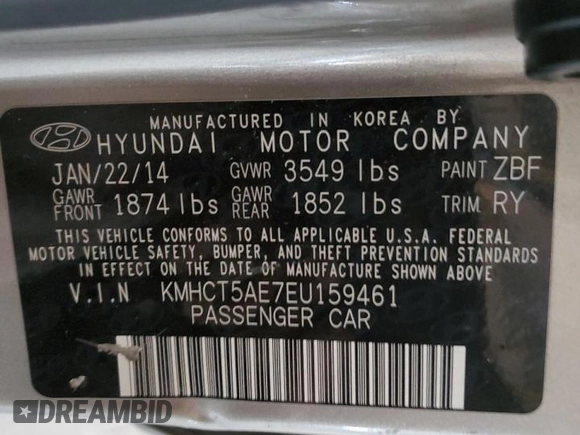 MANUFACTURED IN KOREA BY
HYUNDAI MOTOR COMPANY
JAN/22/14 GVWR 3549 lbs PAINT ZBF
GAWR FRONT 1874 lbs GAWR REAR 1852 lbs TRIM RY
THIS VEHICLE CONFORMS TO ALL APPLICABLE U.S.A. FEDERAL
MOTOR VEHICLE SAFETY, BUMPER, AND THEFT PREVENTION STANDARDS
IN EFFECT ON THE DATE OF MANUFACTURE SHOWN ABOVE.
V.I.N KMHCT5AE7EU159461
PASSENGER CAR
DREAMBID